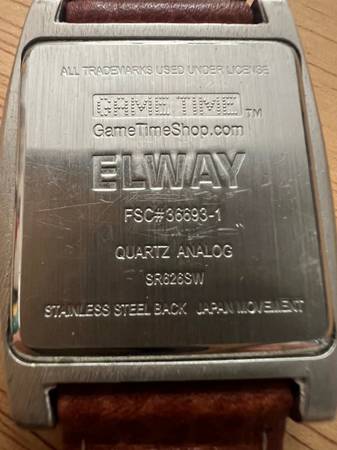 ALL TRADEMARKS USED UNDER LICENSE
GAME TIME™
GameTimeShop.com
ELWAY
FSC#36693-1
QUARTZ ANALOG
SR626SW
STAINLESS STEEL BACK JAPAN MOVEMENT